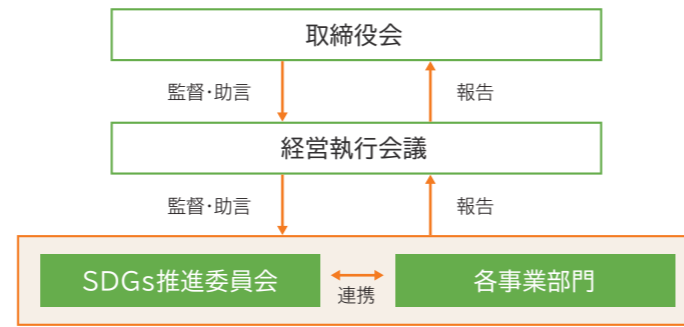 取締役会
監督・助言
報告
経営執行会議
監督・助言
報告
SDGs推進委員会
連携
各事業部門